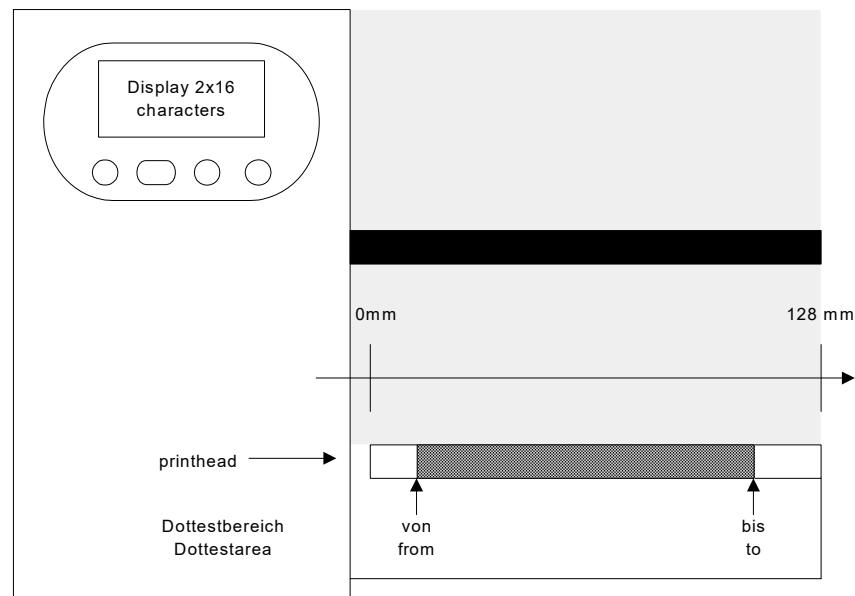 Display 2x16
characters
0mm
128 mm
printhead
Dottestbereich
Dottestarea
von
from
bis
to